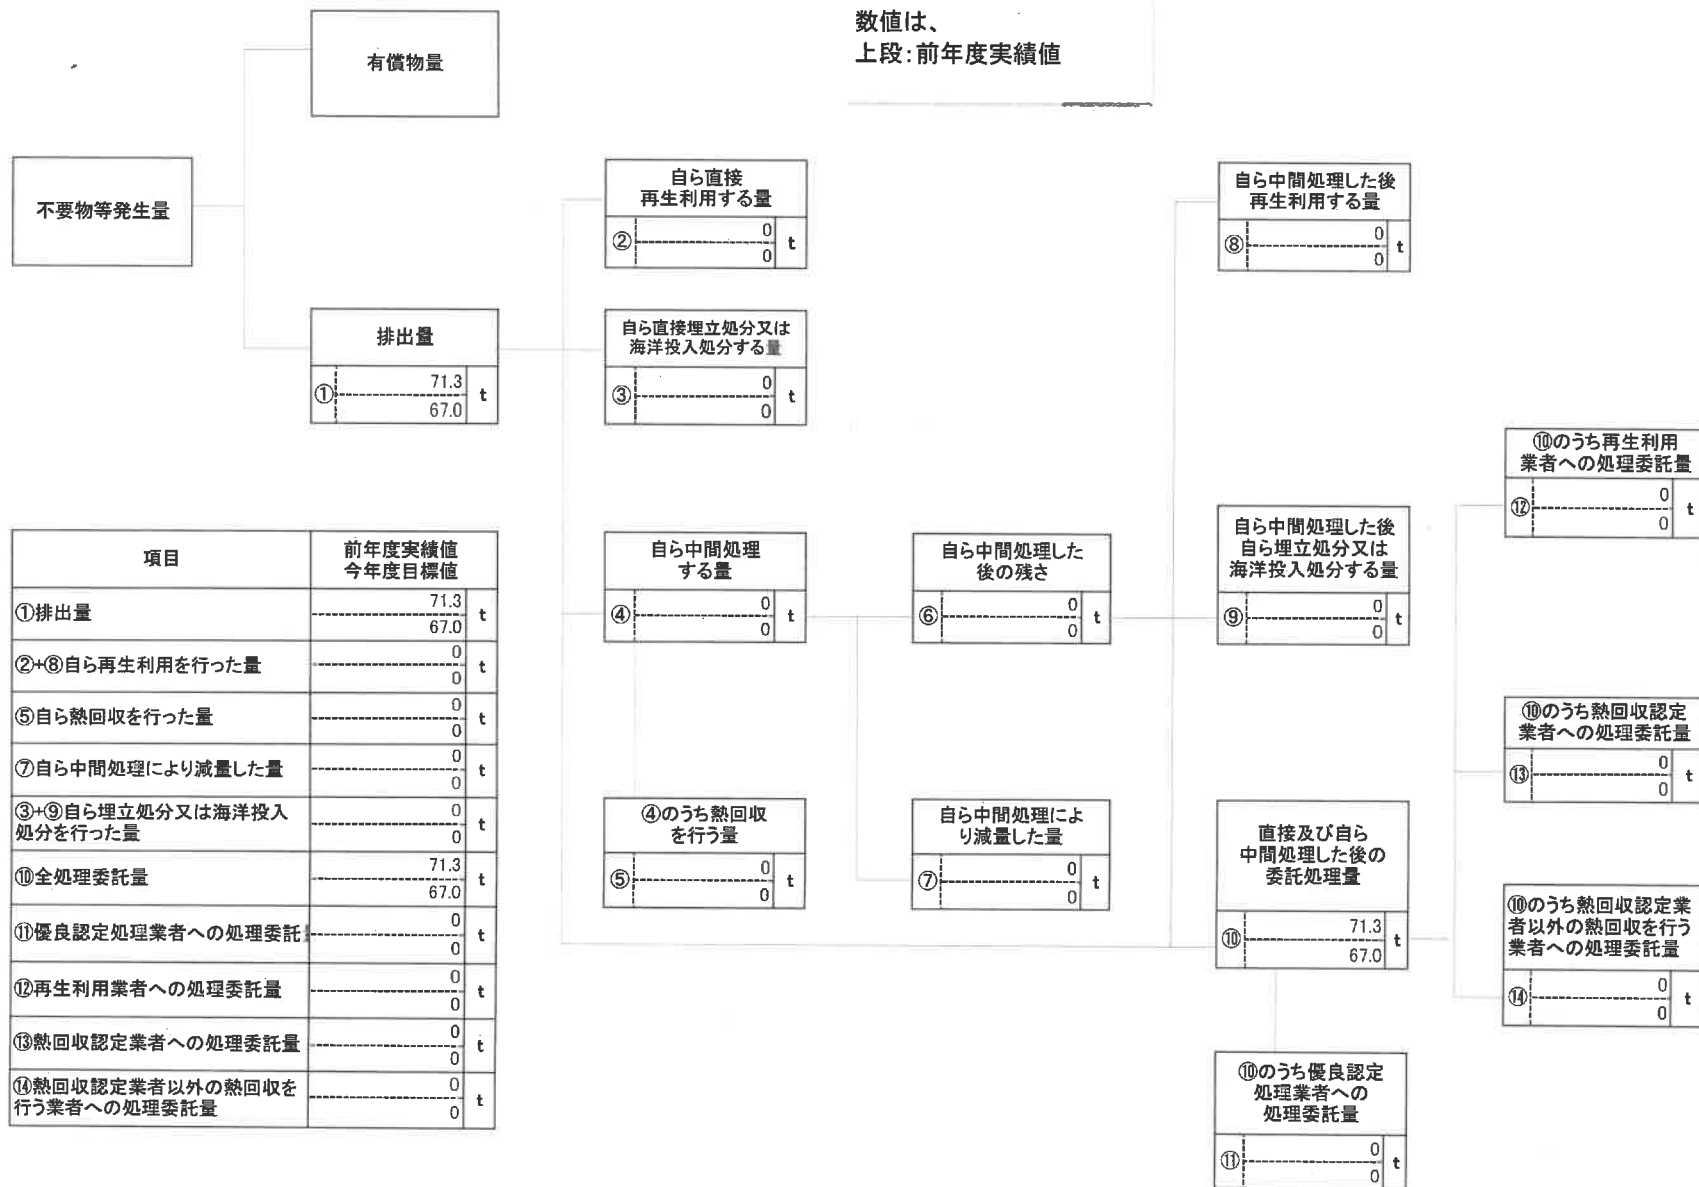 数値は、
上段:前年度実績値
有償物量
不要物等発生量
排出量
① 71.3 t
67.0
自ら直接
再生利用する量
② 0 t
0
自ら直接埋立処分又は
海洋投入処分する量
③ 0 t
0
自ら中間処理
する量
④ 0 t
0
④のうち熱回収
を行う量
⑤ 0 t
0
自ら中間処理した
後の残さ
⑥ 0 t
0
自ら中間処理によ
り減量した量
⑦ 0 t
0
自ら中間処理した後
再生利用する量
⑧ 0 t
0
自ら中間処理した後
自ら埋立処分又は
海洋投入処分する量
⑨ 0 t
0
直接及び自ら
中間処理した後の
委託処理量
⑩ 71.3 t
67.0
⑩のうち優良認定
処理業者への
処理委託量
⑪ 0 t
0
⑩のうち再生利用
業者への処理委託量
⑫ 0 t
0
⑩のうち熱回収認定
業者への処理委託量
⑬ 0 t
0
⑩のうち熱回収認定業
者以外の熱回収を行う
業者への処理委託量
⑭ 0 t
0
項目
前年度実績値
今年度目標値
①排出量 71.3 t
67.0
②+⑧自ら再生利用を行った量 0 t
0
⑤自ら熱回収を行った量 0 t
0
⑦自ら中間処理により減量した量 0 t
0
③+⑨自ら埋立処分又は海洋投入
処分を行った量 0 t
0
⑩全処理委託量 71.3 t
67.0
⑪優良認定処理業者への処理委託 0 t
0
⑫再生利用業者への処理委託量 0 t
0
⑬熱回収認定業者への処理委託量 0 t
0
⑭熱回収認定業者以外の熱回収を
行う業者への処理委託量 0 t
0